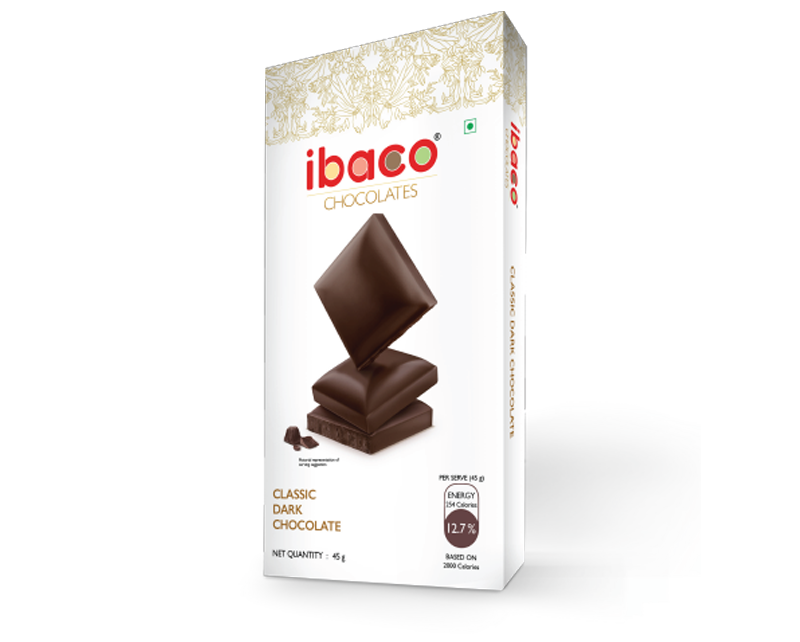 ibaco®
CHOCOLATES
CLASSIC
DARK
CHOCOLATE
NET QUANTITY : 45 g
PER SERVE (45 g)
ENERGY
254 Calories
12.7 %
BASED ON
2000 Calories
ibaco
CHOCOLATES
CLASSIC DARK CHOCOLATE